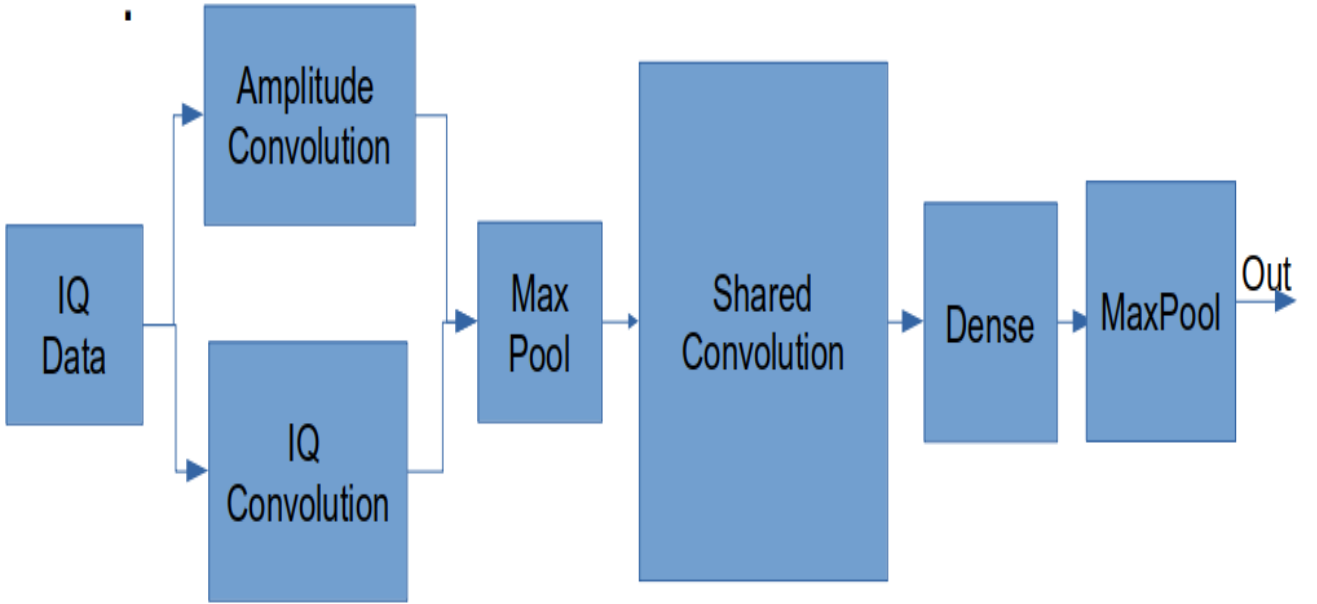 Amplitude
Convolution
IQ
Data
IQ
Convolution
Max
Pool
Shared
Convolution
Dense
MaxPool
Out